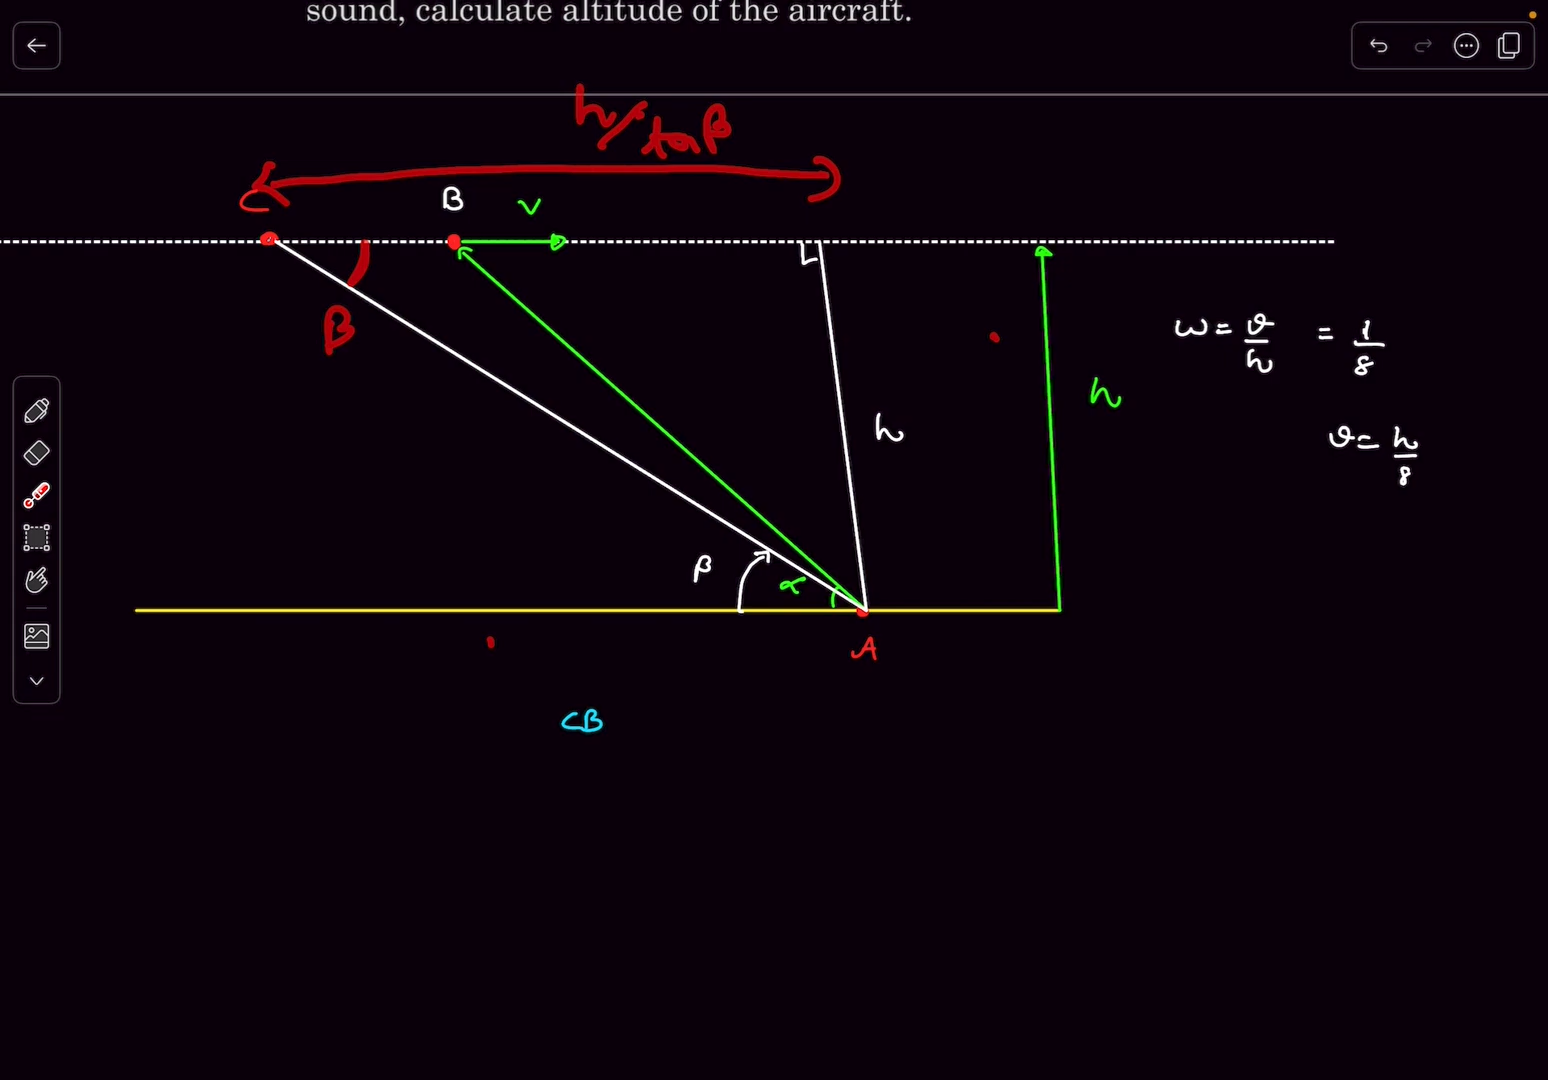 sound, calculate altitude of the aircraft.
h/tanβ
C
B
v
β
β
α
h
h
A
ω = v/h = 1/8
v = h/8
CB